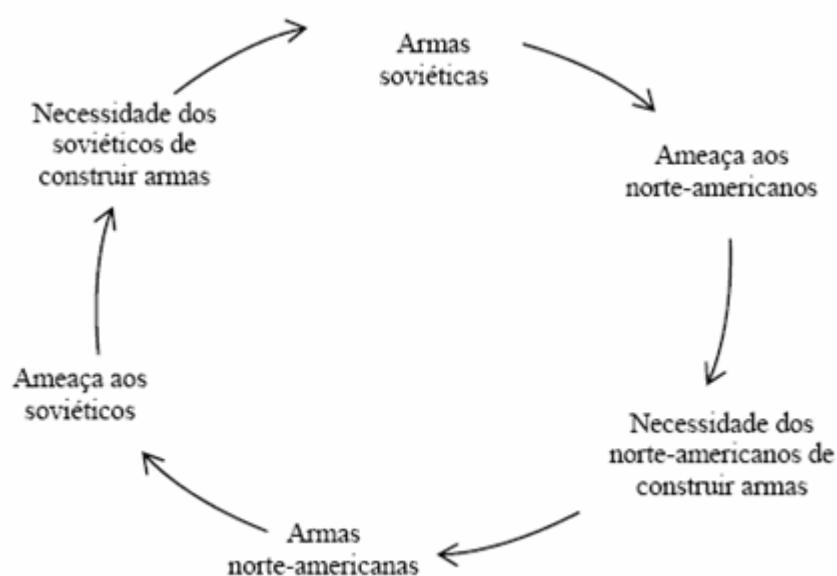 Armas
soviéticas
Ameaça aos
norte-americanos
Necessidade dos
norte-americanos de
construir armas
Armas
norte-americanas
Ameaça aos
soviéticos
Necessidade dos
soviéticos de
construir armas